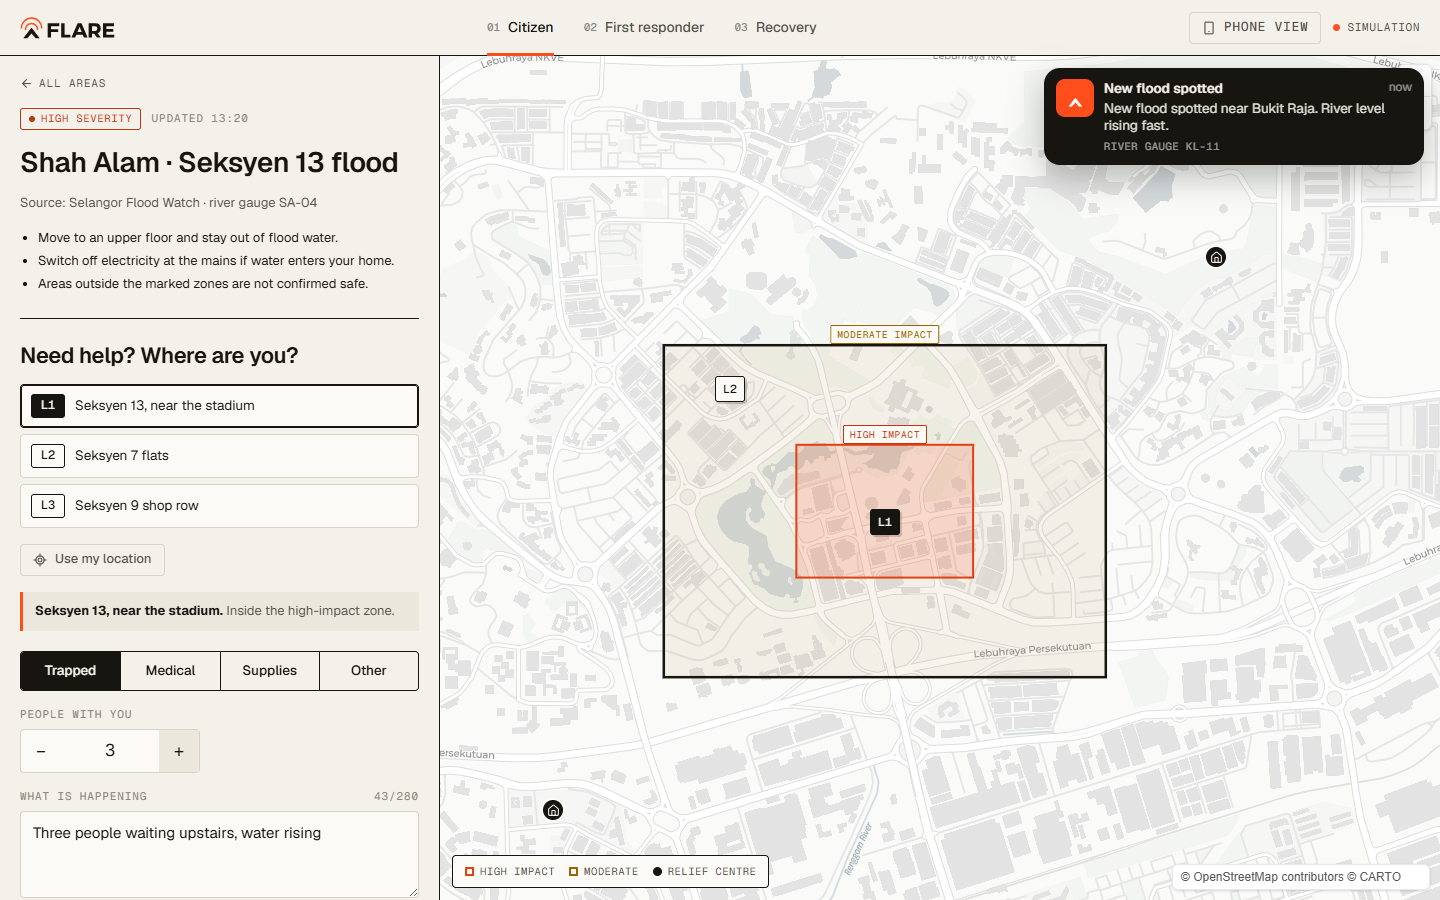 FLARE
01 Citizen
02 First responder
03 Recovery
PHONE VIEW
SIMULATION
← ALL AREAS
HIGH SEVERITY
UPDATED 13:20
Shah Alam · Seksyen 13 flood
Source: Selangor Flood Watch · river gauge SA-04
• Move to an upper floor and stay out of flood water.
• Switch off electricity at the mains if water enters your home.
• Areas outside the marked zones are not confirmed safe.
Need help? Where are you?
L1 Seksyen 13, near the stadium
L2 Seksyen 7 flats
L3 Seksyen 9 shop row
Use my location
Seksyen 13, near the stadium. Inside the high-impact zone.
Trapped
Medical
Supplies
Other
PEOPLE WITH YOU
− 3 +
WHAT IS HAPPENING
43/280
Three people waiting upstairs, water rising
Lebuhraya NKVE
Lebuhraya NKVE
New flood spotted
now
New flood spotted near Bukit Raja. River level
rising fast.
RIVER GAUGE KL-11
MODERATE IMPACT
L2
HIGH IMPACT
L1
Lebuhraya Persekutuan
ersekutuan
Renggam River
HIGH IMPACT
MODERATE
RELIEF CENTRE
© OpenStreetMap contributors © CARTO